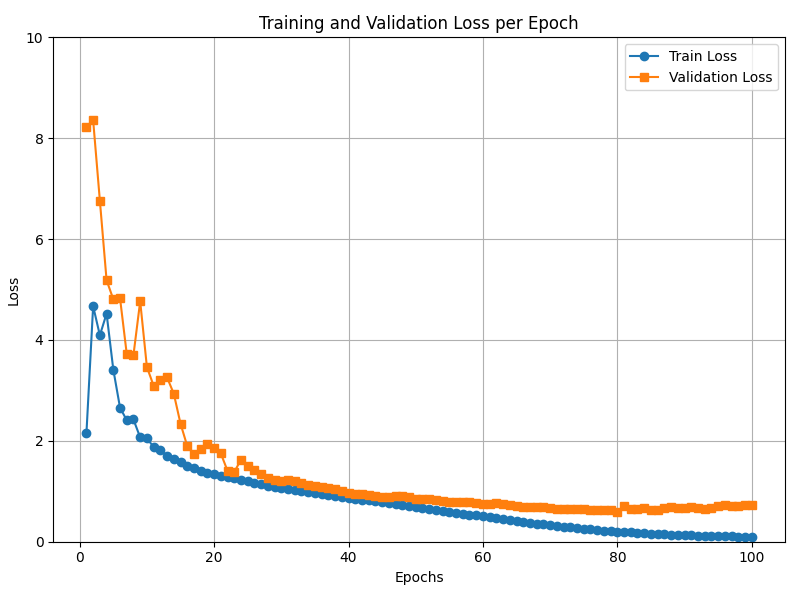 Training and Validation Loss per Epoch
Train Loss
Validation Loss
10
8
6
4
2
0
Loss
0 20 40 60 80 100
Epochs